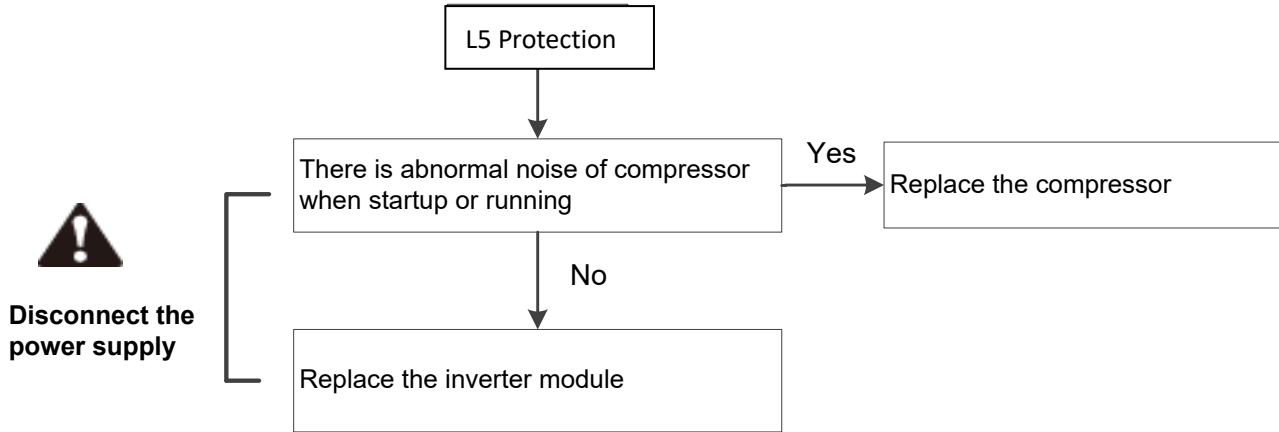 L5 Protection
There is abnormal noise of compressor
when startup or running
Yes
Replace the compressor
No
Disconnect the
power supply
Replace the inverter module